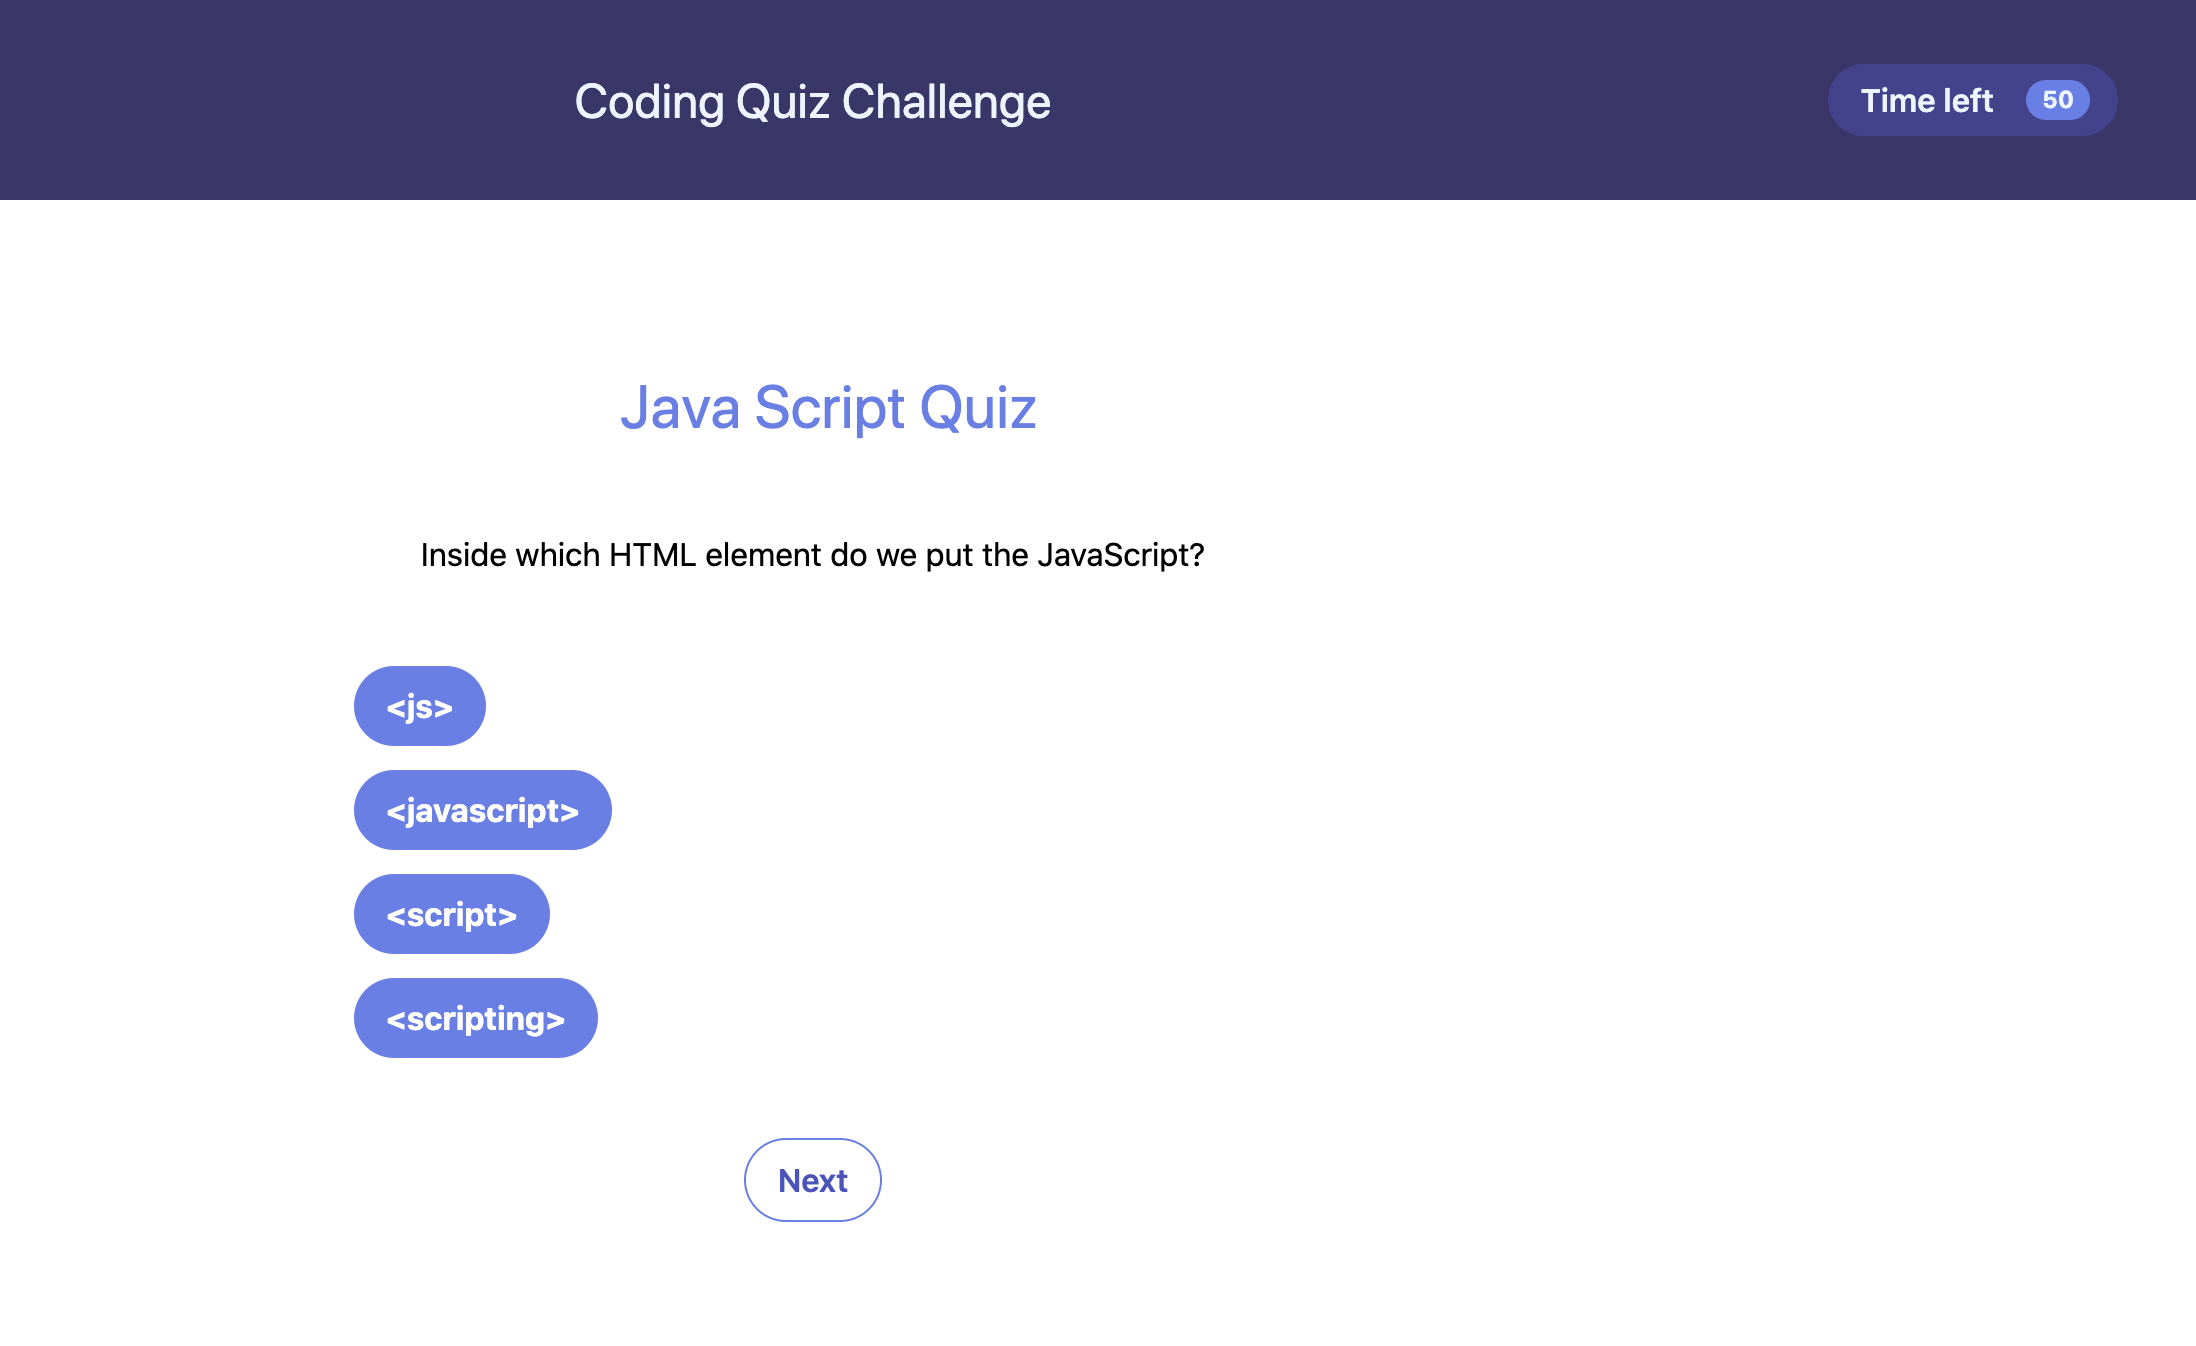 Coding Quiz Challenge
Time left 50
Java Script Quiz
Inside which HTML element do we put the JavaScript?
<js>
<javascript>
<script>
<scripting>
Next